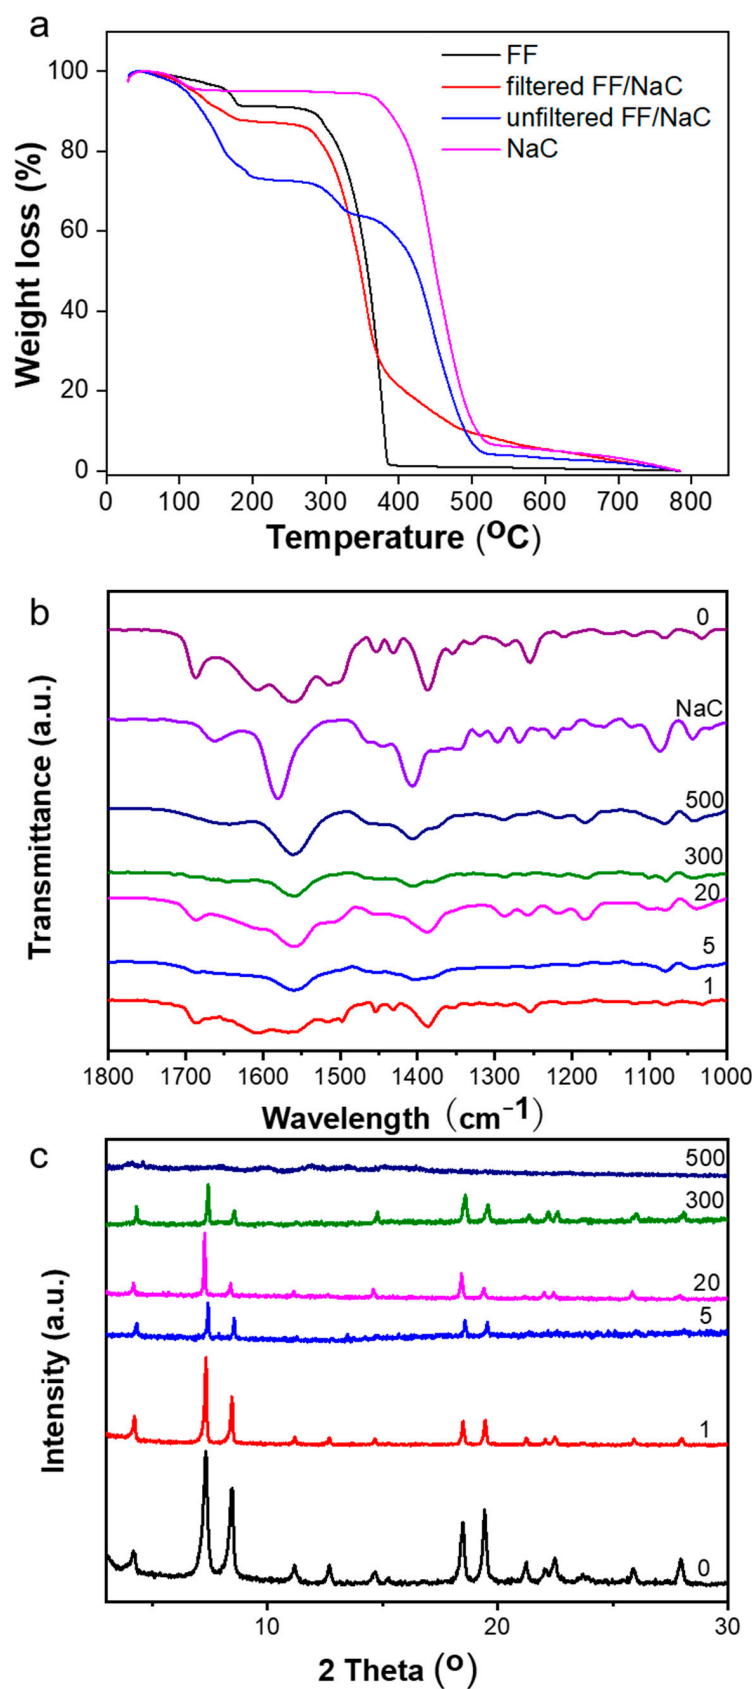 a
FF
filtered FF/NaC
unfiltered FF/NaC
NaC
100
80
60
40
20
0
Weight loss (%)
0 100 200 300 400 500 600 700 800
Temperature (ºC)
b
0
NaC
500
300
20
5
1
Transmittance (a.u.)
1800 1700 1600 1500 1400 1300 1200 1100 1000
Wavelength（cm⁻¹）
c
500
300
20
5
1
0
Intensity (a.u.)
10 20 30
2 Theta (º)